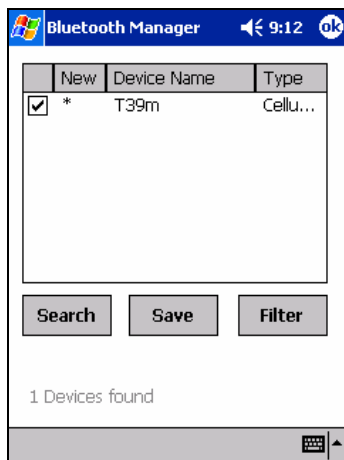 Bluetooth Manager 9:12 ok
New Device Name Type
* T39m Cellu...
Search Save Filter
1 Devices found